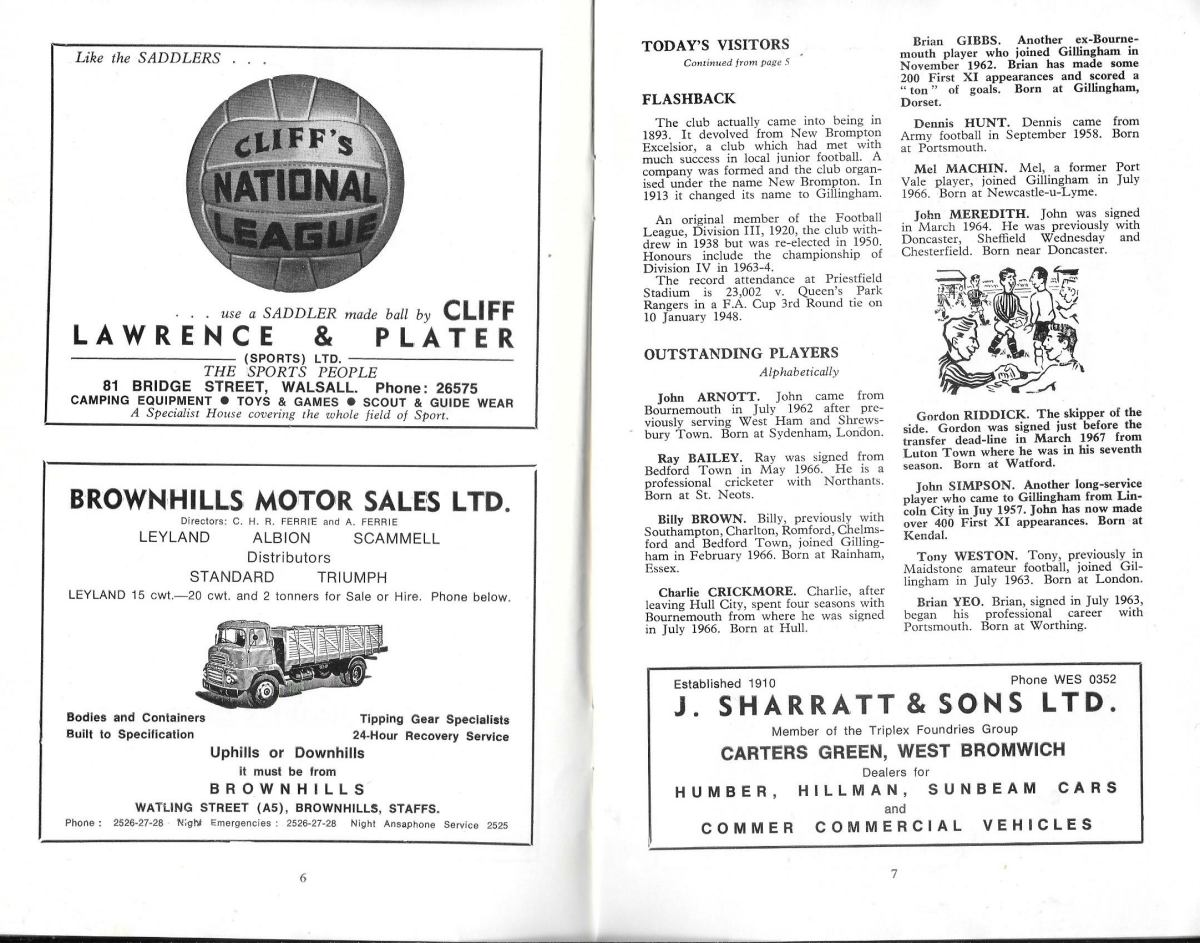 Like the SADDLERS . . .
CLIFF'S
NATIONAL
LEAGUE
. . . use a SADDLER made ball by CLIFF
LAWRENCE & PLATER
(SPORTS) LTD.
THE SPORTS PEOPLE
81 BRIDGE STREET, WALSALL. Phone: 26575
CAMPING EQUIPMENT ● TOYS & GAMES ● SCOUT & GUIDE WEAR
A Specialist House covering the whole field of Sport.
BROWNHILLS MOTOR SALES LTD.
Directors: C. H. R. FERRIE and A. FERRIE
LEYLAND ALBION SCAMMELL
Distributors
STANDARD TRIUMPH
LEYLAND 15 cwt.—20 cwt. and 2 tonners for Sale or Hire. Phone below.
Bodies and Containers
Built to Specification
Tipping Gear Specialists
24-Hour Recovery Service
Uphills or Downhills
it must be from
BROWNHILLS
WATLING STREET (A5), BROWNHILLS, STAFFS.
Phone : 2526-27-28 Night Emergencies : 2526-27-28 Night Ansaphone Service 2525
6
TODAY'S VISITORS
Continued from page 5
FLASHBACK
The club actually came into being in
1893. It devolved from New Brompton
Excelsior, a club which had met with
much success in local junior football. A
company was formed and the club organ-
ised under the name New Brompton. In
1913 it changed its name to Gillingham.
An original member of the Football
League, Division III, 1920, the club with-
drew in 1938 but was re-elected in 1950.
Honours include the championship of
Division IV in 1963-4.
The record attendance at Priestfield
Stadium is 23,002 v. Queen's Park
Rangers in a F.A. Cup 3rd Round tie on
10 January 1948.
OUTSTANDING PLAYERS
Alphabetically
John ARNOTT. John came from
Bournemouth in July 1962 after pre-
viously serving West Ham and Shrews-
bury Town. Born at Sydenham, London.
Ray BAILEY. Ray was signed from
Bedford Town in May 1966. He is a
professional cricketer with Northants.
Born at St. Neots.
Billy BROWN. Billy, previously with
Southampton, Charlton, Romford, Chelms-
ford and Bedford Town, joined Gilling-
ham in February 1966. Born at Rainham,
Essex.
Charlie CRICKMORE. Charlie, after
leaving Hull City, spent four seasons with
Bournemouth from where he was signed
in July 1966. Born at Hull.
Brian GIBBS. Another ex-Bourne-
mouth player who joined Gillingham in
November 1962. Brian has made some
200 First XI appearances and scored a
" ton " of goals. Born at Gillingham,
Dorset.
Dennis HUNT. Dennis came from
Army football in September 1958. Born
at Portsmouth.
Mel MACHIN. Mel, a former Port
Vale player, joined Gillingham in July
1966. Born at Newcastle-u-Lyme.
John MEREDITH. John was signed
in March 1964. He was previously with
Doncaster, Sheffield Wednesday and
Chesterfield. Born near Doncaster.
Gordon RIDDICK. The skipper of the
side. Gordon was signed just before the
transfer dead-line in March 1967 from
Luton Town where he was in his seventh
season. Born at Watford.
John SIMPSON. Another long-service
player who came to Gillingham from Lin-
coln City in Juy 1957. John has now made
over 400 First XI appearances. Born at
Kendal.
Tony WESTON. Tony, previously in
Maidstone amateur football, joined Gil-
lingham in July 1963. Born at London.
Brian YEO. Brian, signed in July 1963,
began his professional career with
Portsmouth. Born at Worthing.
Established 1910 Phone WES 0352
J. SHARRATT & SONS LTD.
Member of the Triplex Foundries Group
CARTERS GREEN, WEST BROMWICH
Dealers for
HUMBER, HILLMAN, SUNBEAM CARS
and
COMMER COMMERCIAL VEHICLES
7